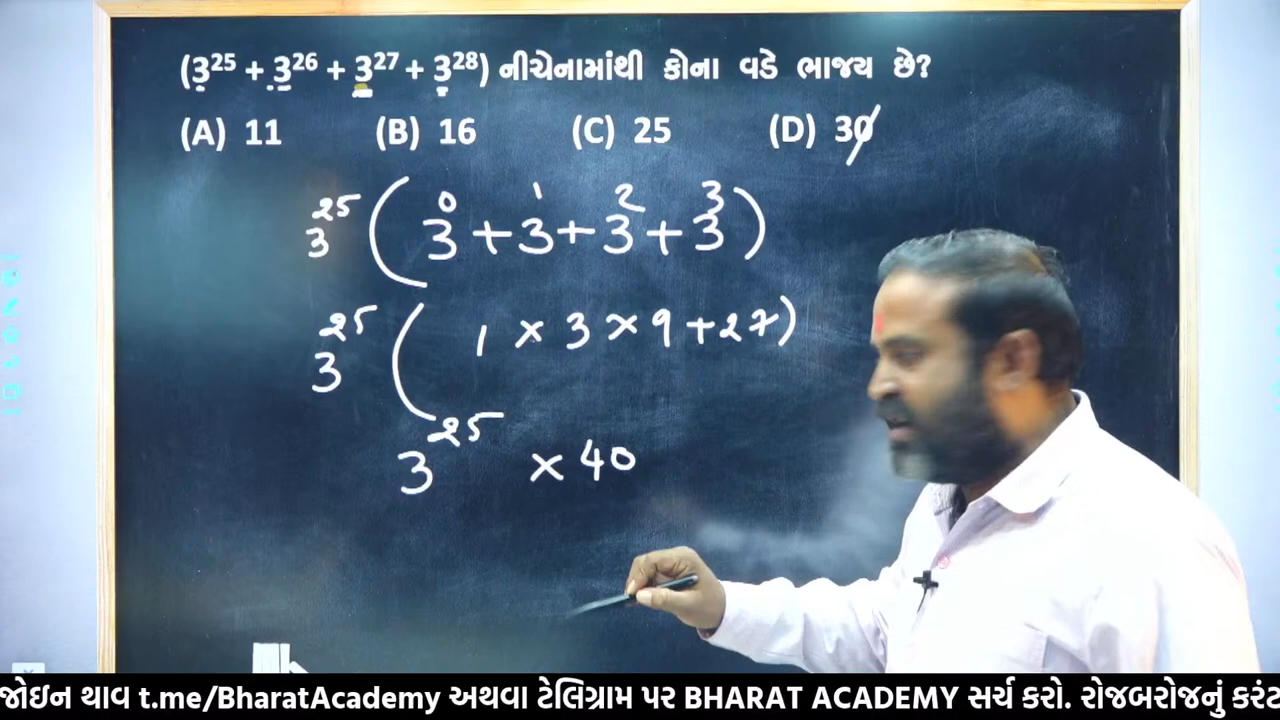 (3²⁵ + 3²⁶ + 3²⁷ + 3²⁸) નીચેનામાંથી કોના વડે ભાજ્ય છે?
(A) 11 (B) 16 (C) 25 (D) 30
3²⁵ (3⁰ + 3¹ + 3² + 3³)
3²⁵ ( 1 × 3 × 9 + 27)
3²⁵ × 40
જોઇન થાવ t.me/BharatAcademy અથવા ટેલિગ્રામ પર BHARAT ACADEMY સર્ચ કરો. રોજબરોજનું કરંટ